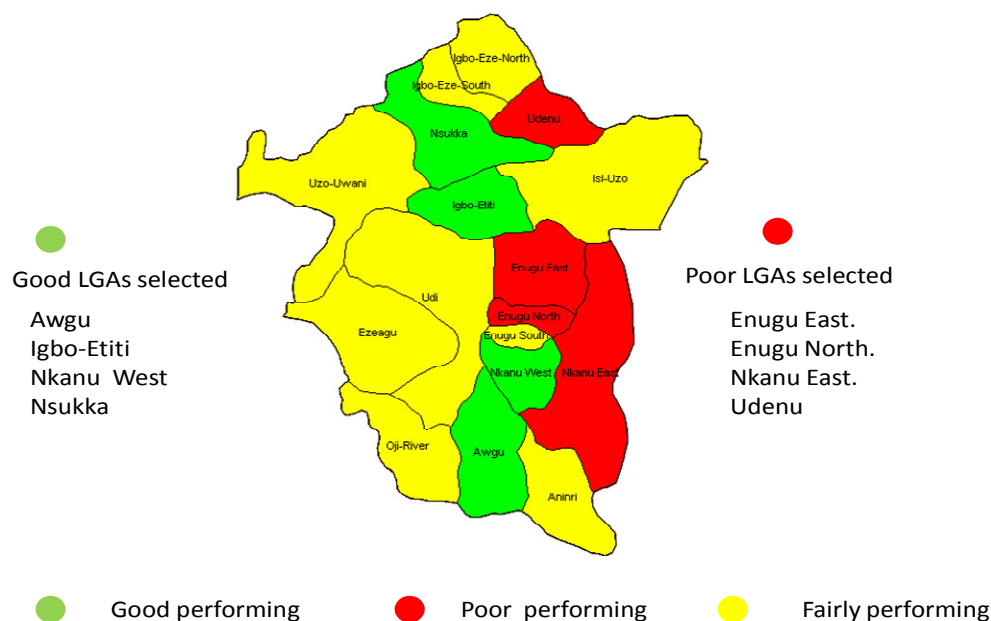 Igbo-Eze-North
Igbo-Eze-South
Udenu
Nsukka
Uzo-Uwani
Isi-Uzo
Igbo-Etiti
Good LGAs selected
Awgu
Igbo-Etiti
Nkanu West
Nsukka
Enugu East
Udi
Enugu North
Ezeagu
Enugu South
Nkanu West
Nkanu East
Oji-River
Awgu
Aninri
Poor LGAs selected
Enugu East.
Enugu North.
Nkanu East.
Udenu
Good performing
Poor performing
Fairly performing